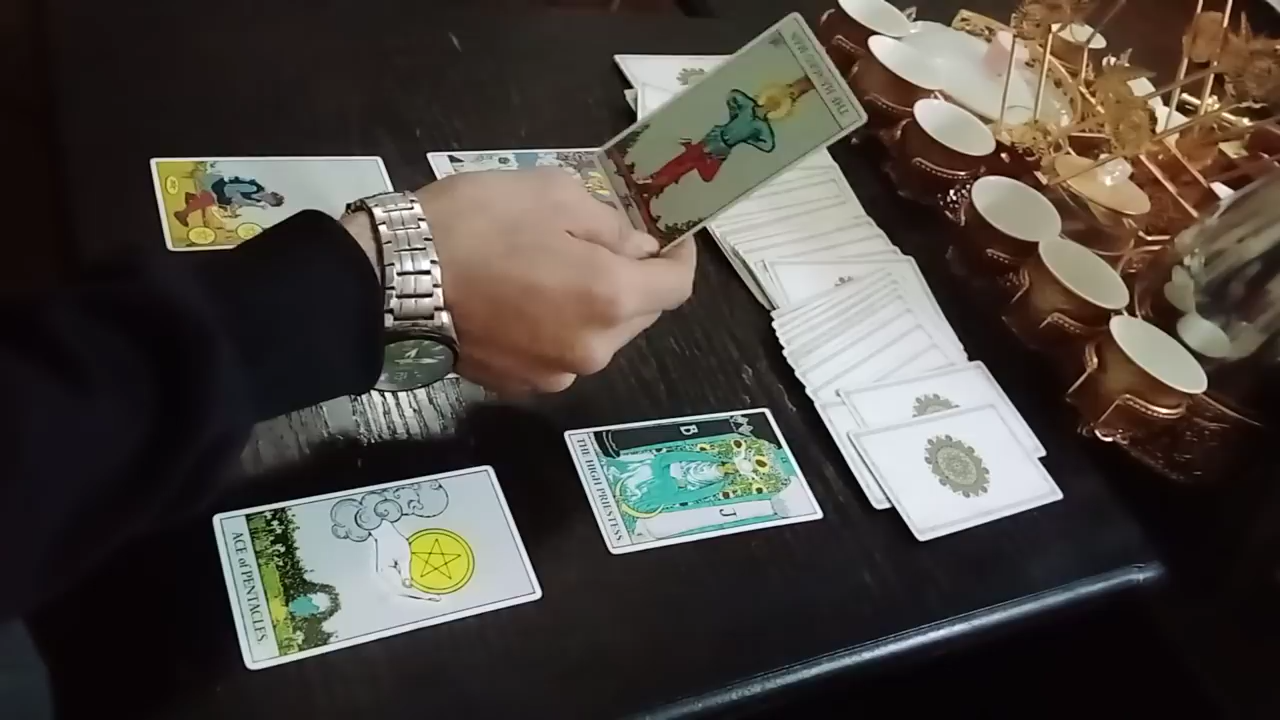 THE HANGED MAN.
B
J
THE HIGH PRIESTESS.
ACE of PENTACLES.